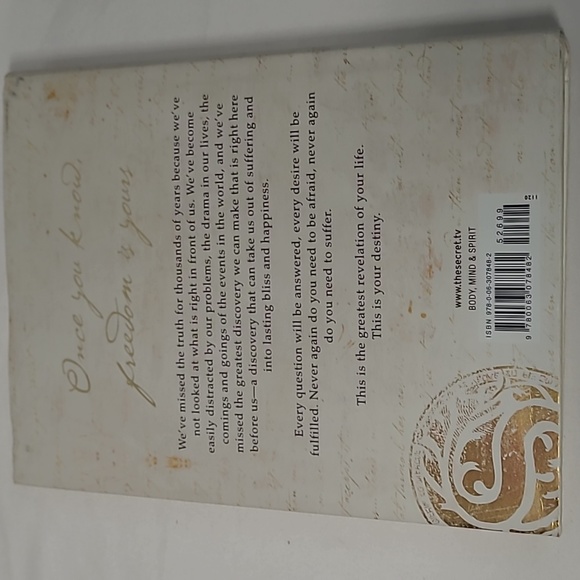 Once you know,
freedom is yours
We've missed the truth for thousands of years because we've
not looked at what is right in front of us. We've become
easily distracted by our problems, the drama in our lives, the
comings and goings of the events in the world, and we've
missed the greatest discovery we can make that is right here
before us—a discovery that can take us out of suffering and
into lasting bliss and happiness.
Every question will be answered, every desire will be
fulfilled. Never again do you need to be afraid, never again
do you need to suffer.
This is the greatest revelation of your life.
This is your destiny.
www.thesecret.tv
BODY, MIND & SPIRIT
ISBN 978-0-06-307848-2
52699
9 780063 078482